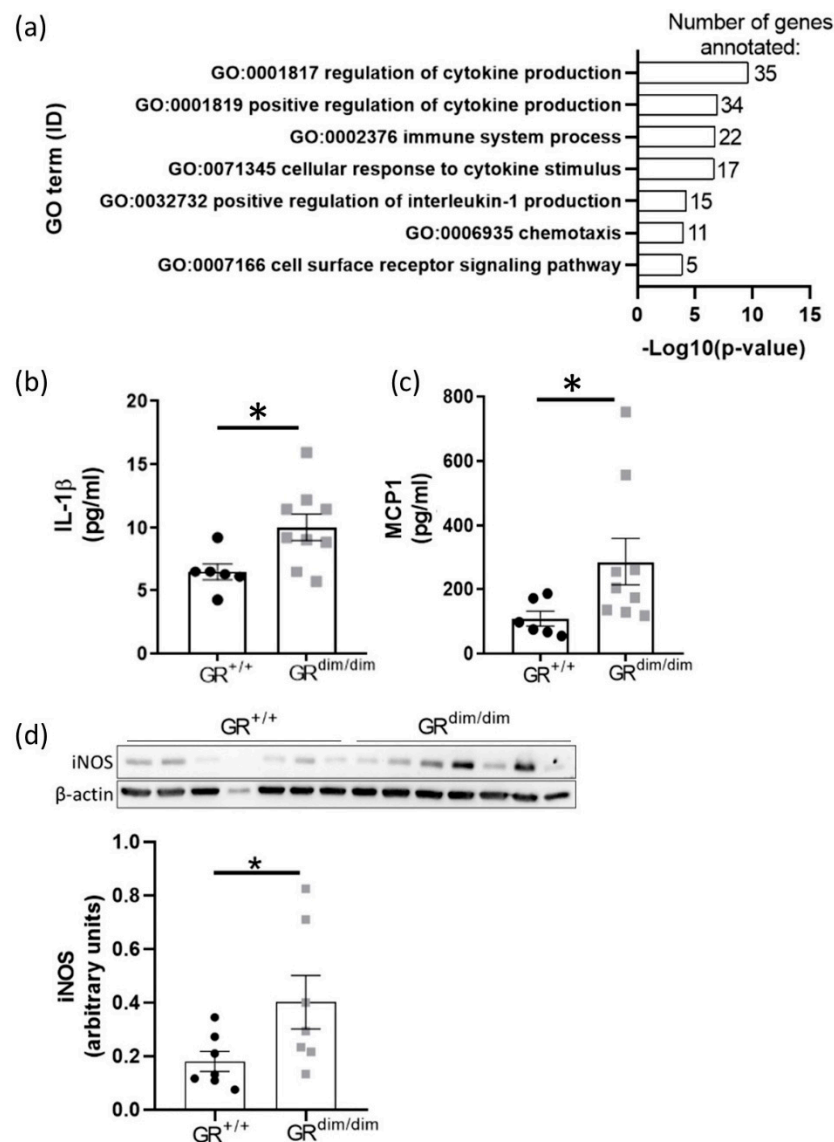 (a)
Number of genes
annotated:
GO term (ID)
GO:0001817 regulation of cytokine production 35
GO:0001819 positive regulation of cytokine production 34
GO:0002376 immune system process 22
GO:0071345 cellular response to cytokine stimulus 17
GO:0032732 positive regulation of interleukin-1 production 15
GO:0006935 chemotaxis 11
GO:0007166 cell surface receptor signaling pathway 5
0 5 10 15
-Log10(p-value)
(b)
IL-1β
(pg/ml)
20
15
10
5
0
*
GR+/+ GRdim/dim
(c)
MCP1
(pg/ml)
800
600
400
200
0
*
GR+/+ GRdim/dim
(d)
GR+/+ GRdim/dim
iNOS
β-actin
iNOS
(arbitrary units)
1.0
0.8
0.6
0.4
0.2
0.0
*
GR+/+ GRdim/dim